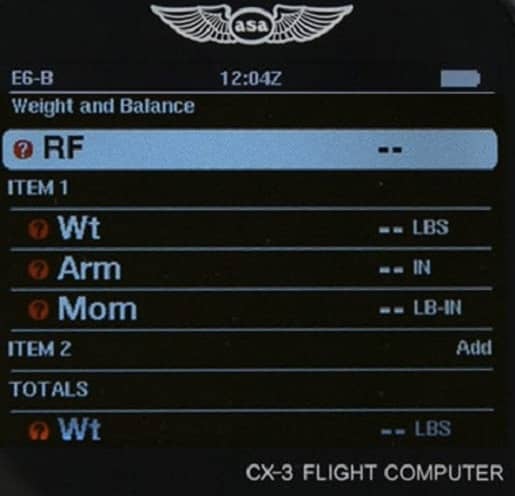 asa
E6-B 12:04Z
Weight and Balance
? RF --
ITEM 1
? Wt -- LBS
? Arm -- IN
? Mom -- LB-IN
ITEM 2 Add
TOTALS
? Wt -- LBS
CX-3 FLIGHT COMPUTER